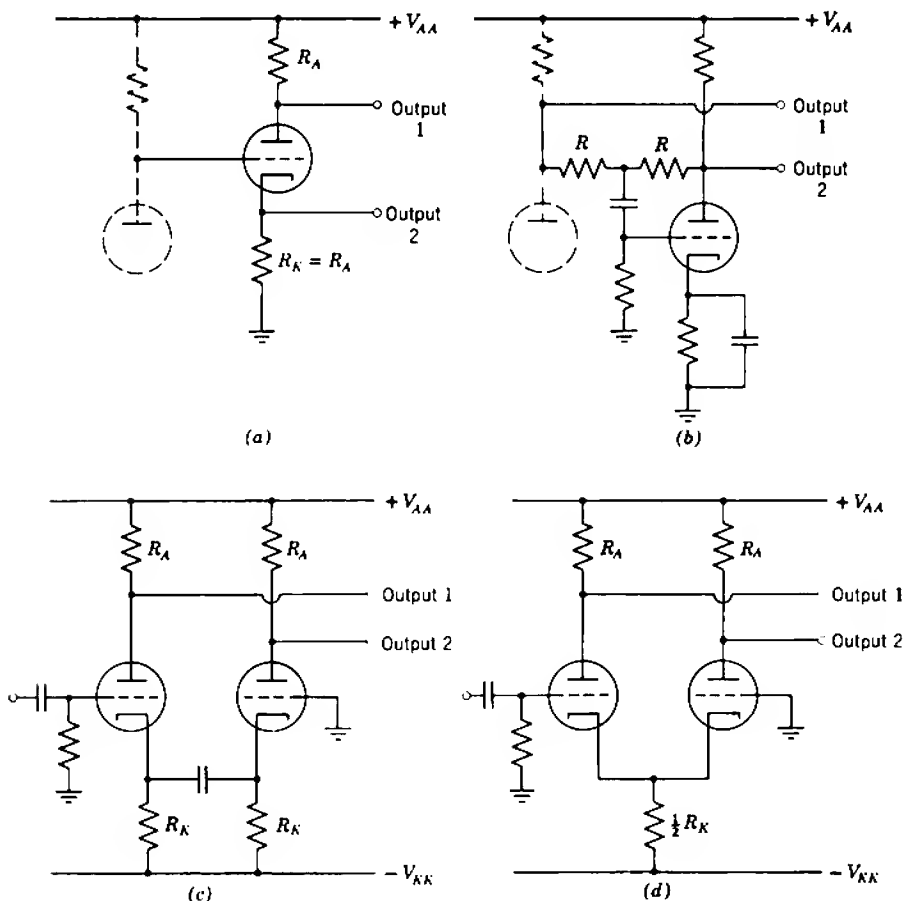 + V_AA
R_A
Output
1
Output
2
R_K = R_A
(a)
+ V_AA
Output
1
R
R
Output
2
(b)
+ V_AA
R_A
R_A
Output 1
Output 2
R_K
R_K
- V_KK
(c)
+ V_AA
R_A
R_A
Output 1
Output 2
½ R_K
- V_KK
(d)